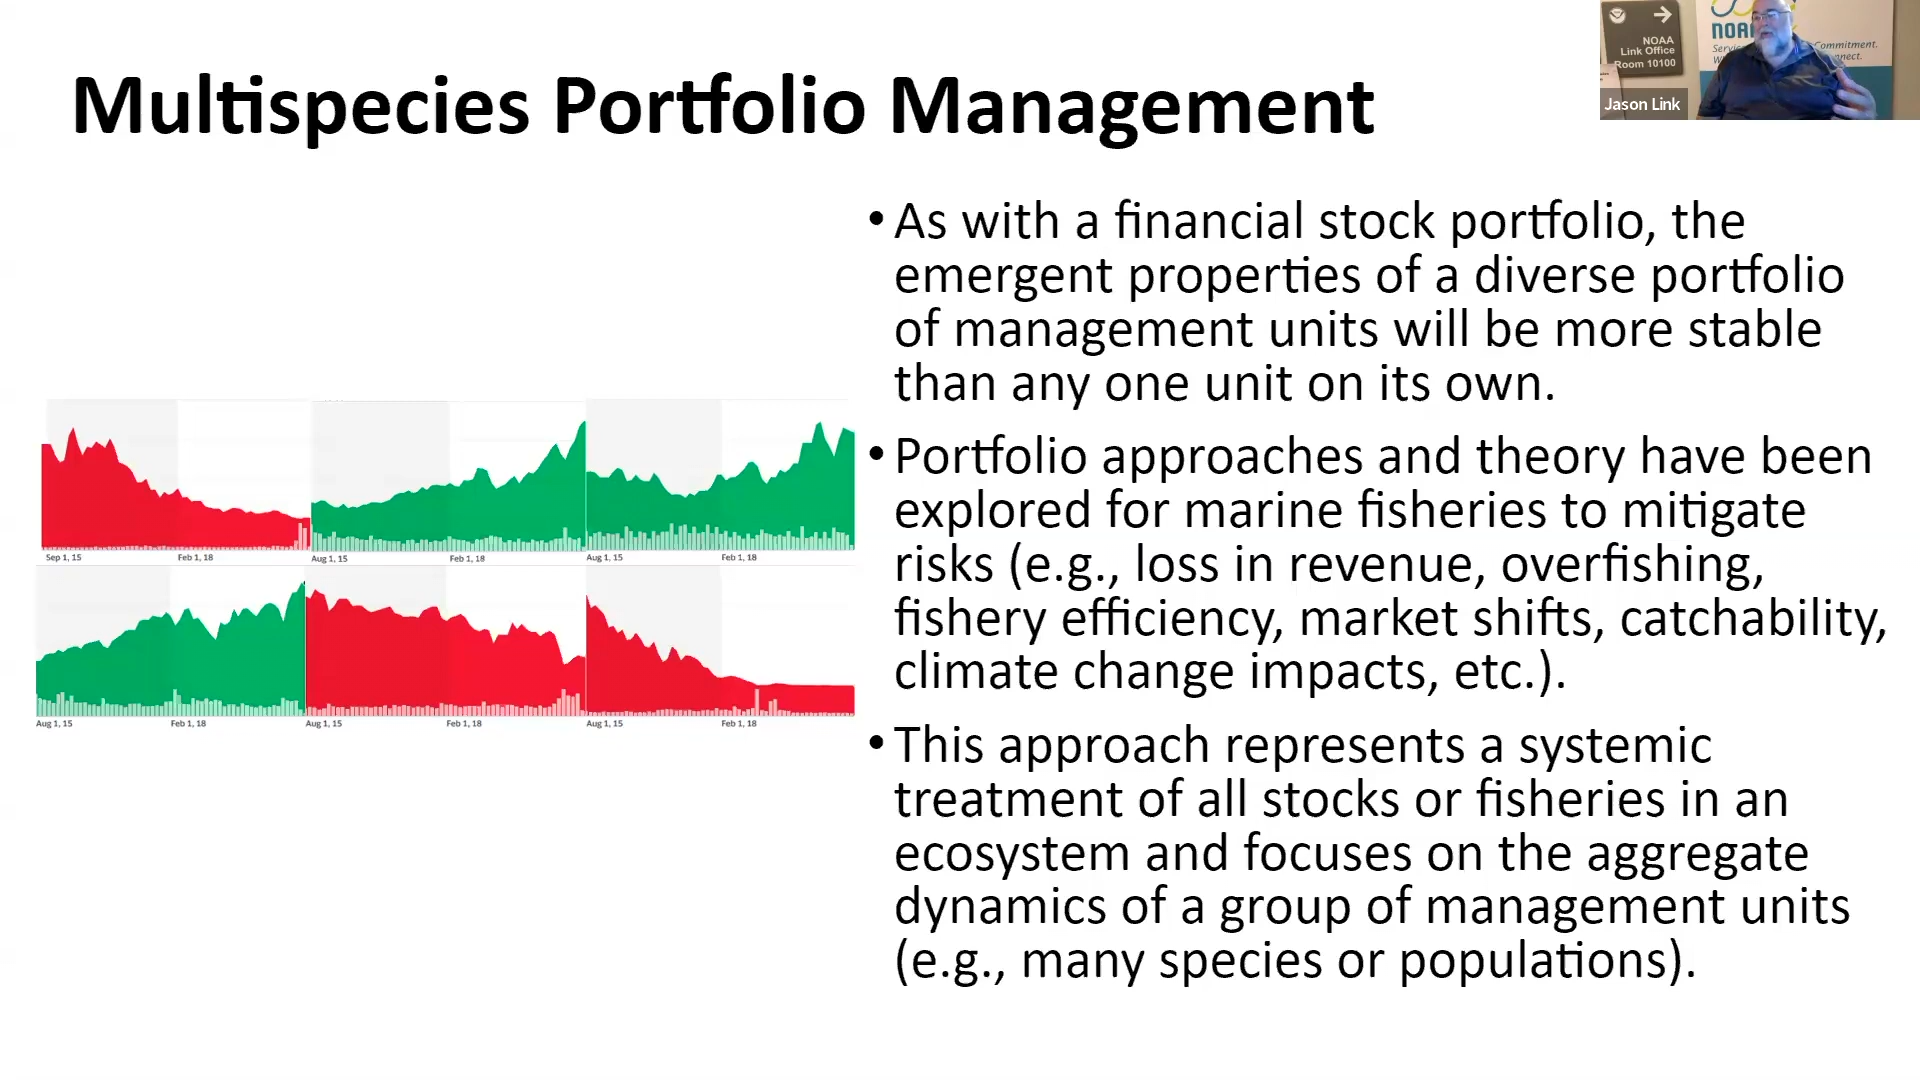 Multispecies Portfolio Management
NOAA
Link Office
Room 10100
NOA
Commitment.
Jason Link
• As with a financial stock portfolio, the
emergent properties of a diverse portfolio
of management units will be more stable
than any one unit on its own.
• Portfolio approaches and theory have been
explored for marine fisheries to mitigate
risks (e.g., loss in revenue, overfishing,
fishery efficiency, market shifts, catchability,
climate change impacts, etc.).
• This approach represents a systemic
treatment of all stocks or fisheries in an
ecosystem and focuses on the aggregate
dynamics of a group of management units
(e.g., many species or populations).
Sep 1, 15 Feb 1, 18 Aug 1, 15 Feb 1, 18 Aug 1, 15 Feb 1, 18
Aug 1, 15 Feb 1, 18 Aug 1, 15 Feb 1, 18 Aug 1, 15 Feb 1, 18